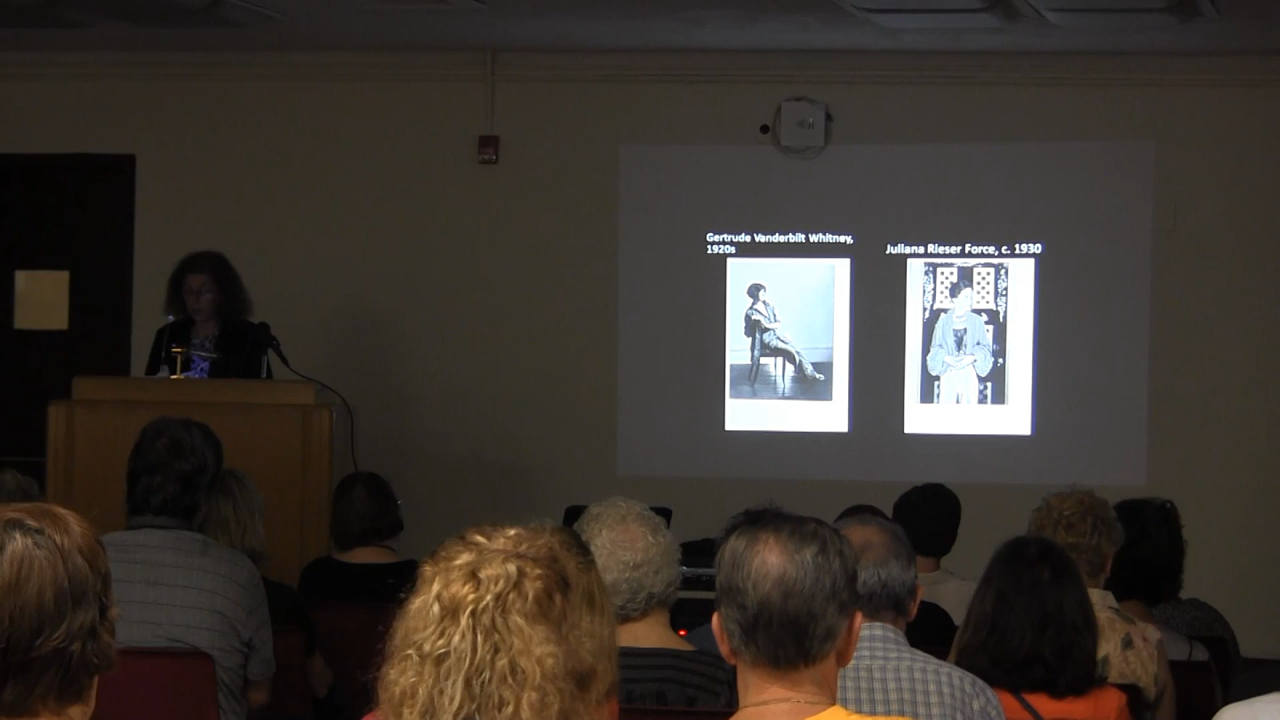 Gertrude Vanderbilt Whitney,
1920s
Juliana Rieser Force, c. 1930